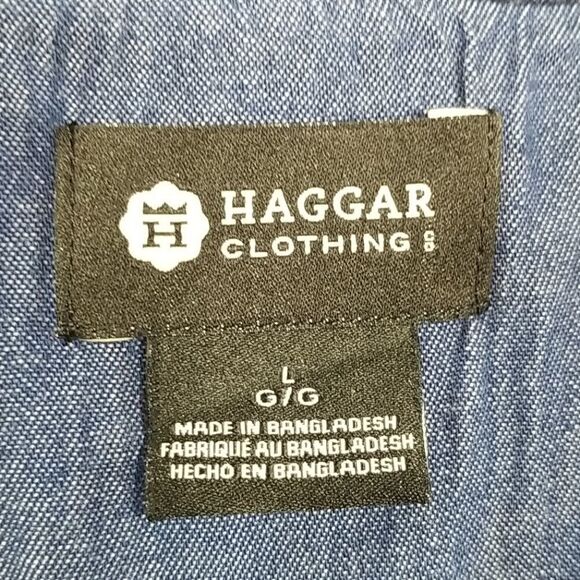 H HAGGAR
CLOTHING CO
L
G/G
MADE IN BANGLADESH
FABRIQUÉ AU BANGLADESH
HECHO EN BANGLADESH